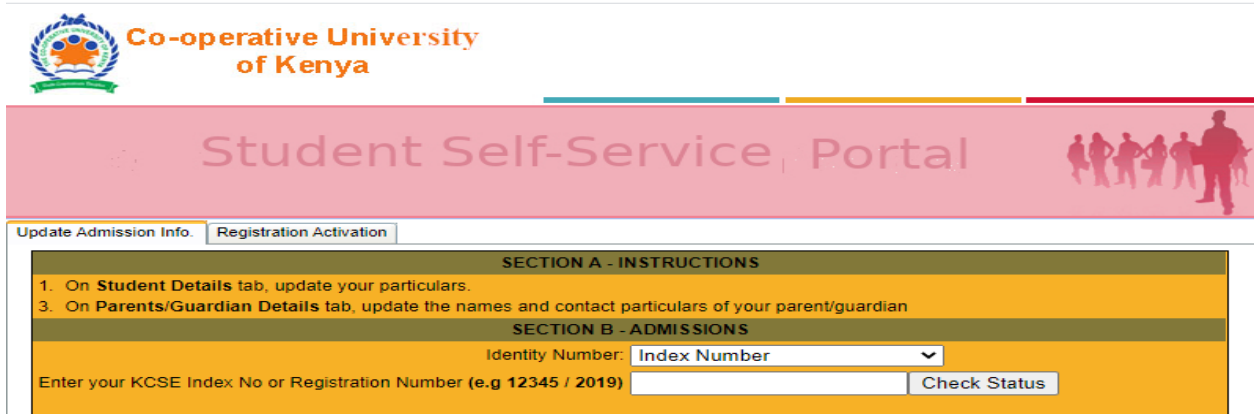 Co-operative University
of Kenya
Student Self-Service Portal
Update Admission Info. Registration Activation
SECTION A - INSTRUCTIONS
1. On Student Details tab, update your particulars.
3. On Parents/Guardian Details tab, update the names and contact particulars of your parent/guardian
SECTION B - ADMISSIONS
Identity Number: Index Number
Enter your KCSE Index No or Registration Number (e.g 12345 / 2019) Check Status